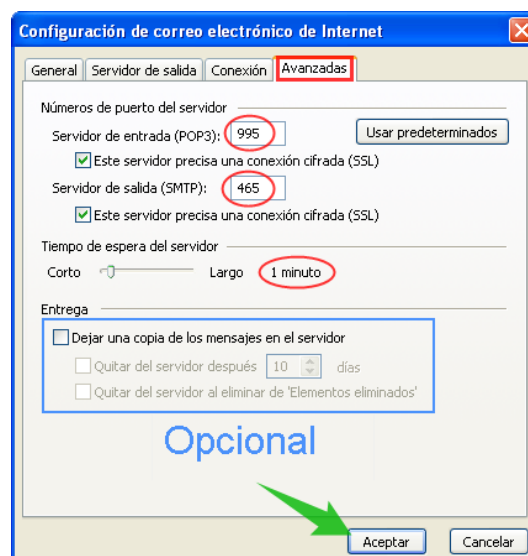 Configuración de correo electrónico de Internet
General Servidor de salida Conexión Avanzadas
Números de puerto del servidor
Servidor de entrada (POP3): 995 Usar predeterminados
Este servidor precisa una conexión cifrada (SSL)
Servidor de salida (SMTP): 465
Este servidor precisa una conexión cifrada (SSL)
Tiempo de espera del servidor
Corto Largo 1 minuto
Entrega
Dejar una copia de los mensajes en el servidor
Quitar del servidor después 10 días
Quitar del servidor al eliminar de 'Elementos eliminados'
Opcional
Aceptar Cancelar